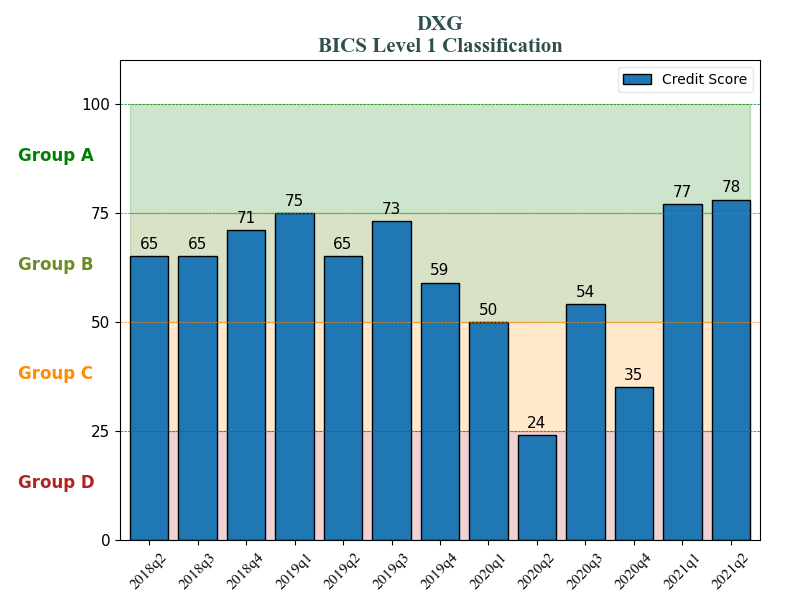 DXG
BICS Level 1 Classification
Credit Score
100
Group A
78
77
75
75
73
71
65
65
65
Group B
59
54
50
50
Group C
35
25
24
Group D
0
2018q2 2018q3 2018q4 2019q1 2019q2 2019q3 2019q4 2020q1 2020q2 2020q3 2020q4 2021q1 2021q2